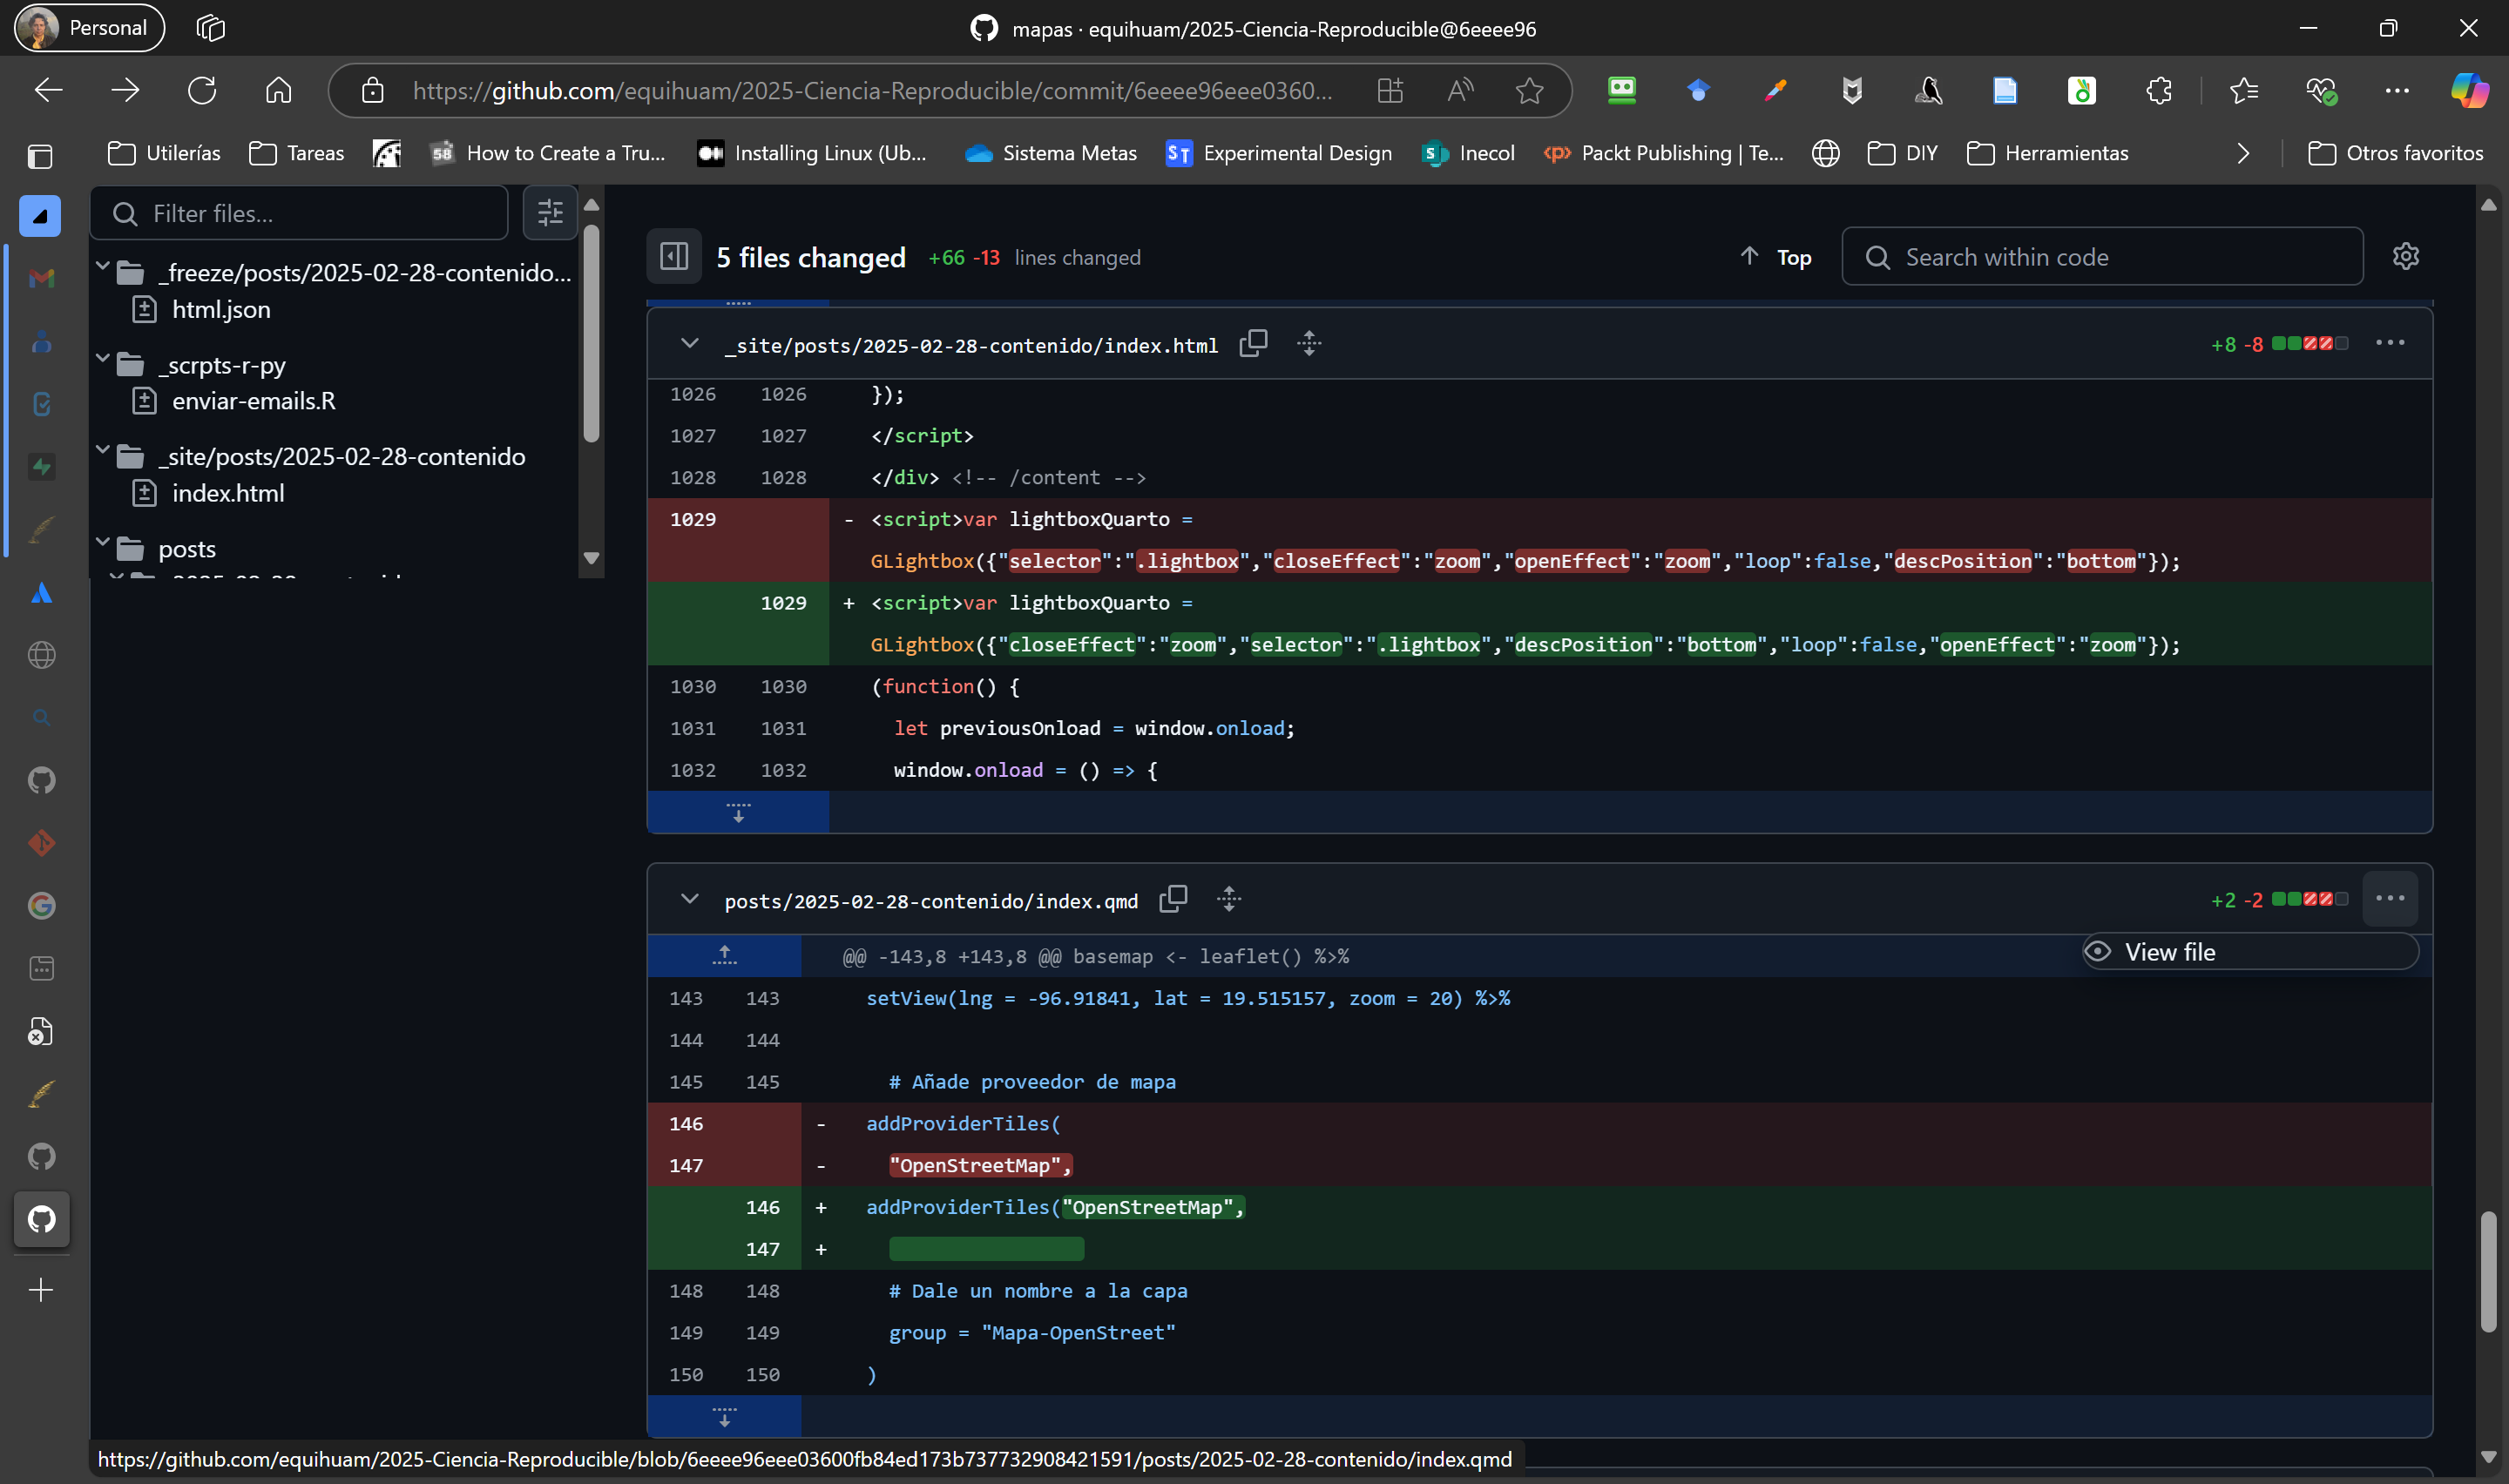 Personal
mapas · equihuam/2025-Ciencia-Reproducible@6eeee96
https://github.com/equihuam/2025-Ciencia-Reproducible/commit/6eeee96eee0360...
Utilerías
Tareas
58 How to Create a Tru...
Installing Linux (Ub...
Sistema Metas
ST Experimental Design
S Inecol
<p> Packt Publishing | Te...
DIY
Herramientas
Otros favoritos
Filter files...
_freeze/posts/2025-02-28-contenido...
html.json
_scrpts-r-py
enviar-emails.R
_site/posts/2025-02-28-contenido
index.html
posts
5 files changed +66 -13 lines changed
Top
Search within code
_site/posts/2025-02-28-contenido/index.html
+8 -8
1026 1026 });
1027 1027 </script>
1028 1028 </div> <!-- /content -->
1029 - <script>var lightboxQuarto =
GLightbox({"selector":".lightbox","closeEffect":"zoom","openEffect":"zoom","loop":false,"descPosition":"bottom"});
1029 + <script>var lightboxQuarto =
GLightbox({"closeEffect":"zoom","selector":".lightbox","descPosition":"bottom","loop":false,"openEffect":"zoom"});
1030 1030 (function() {
1031 1031 let previousOnload = window.onload;
1032 1032 window.onload = () => {
posts/2025-02-28-contenido/index.qmd
+2 -2
@@ -143,8 +143,8 @@ basemap <- leaflet() %>%
View file
143 143 setView(lng = -96.91841, lat = 19.515157, zoom = 20) %>%
144 144
145 145 # Añade proveedor de mapa
146 - addProviderTiles(
147 - "OpenStreetMap",
146 + addProviderTiles("OpenStreetMap",
147 +
148 148 # Dale un nombre a la capa
149 149 group = "Mapa-OpenStreet"
150 150 )
https://github.com/equihuam/2025-Ciencia-Reproducible/blob/6eeee96eee03600fb84ed173b737732908421591/posts/2025-02-28-contenido/index.qmd